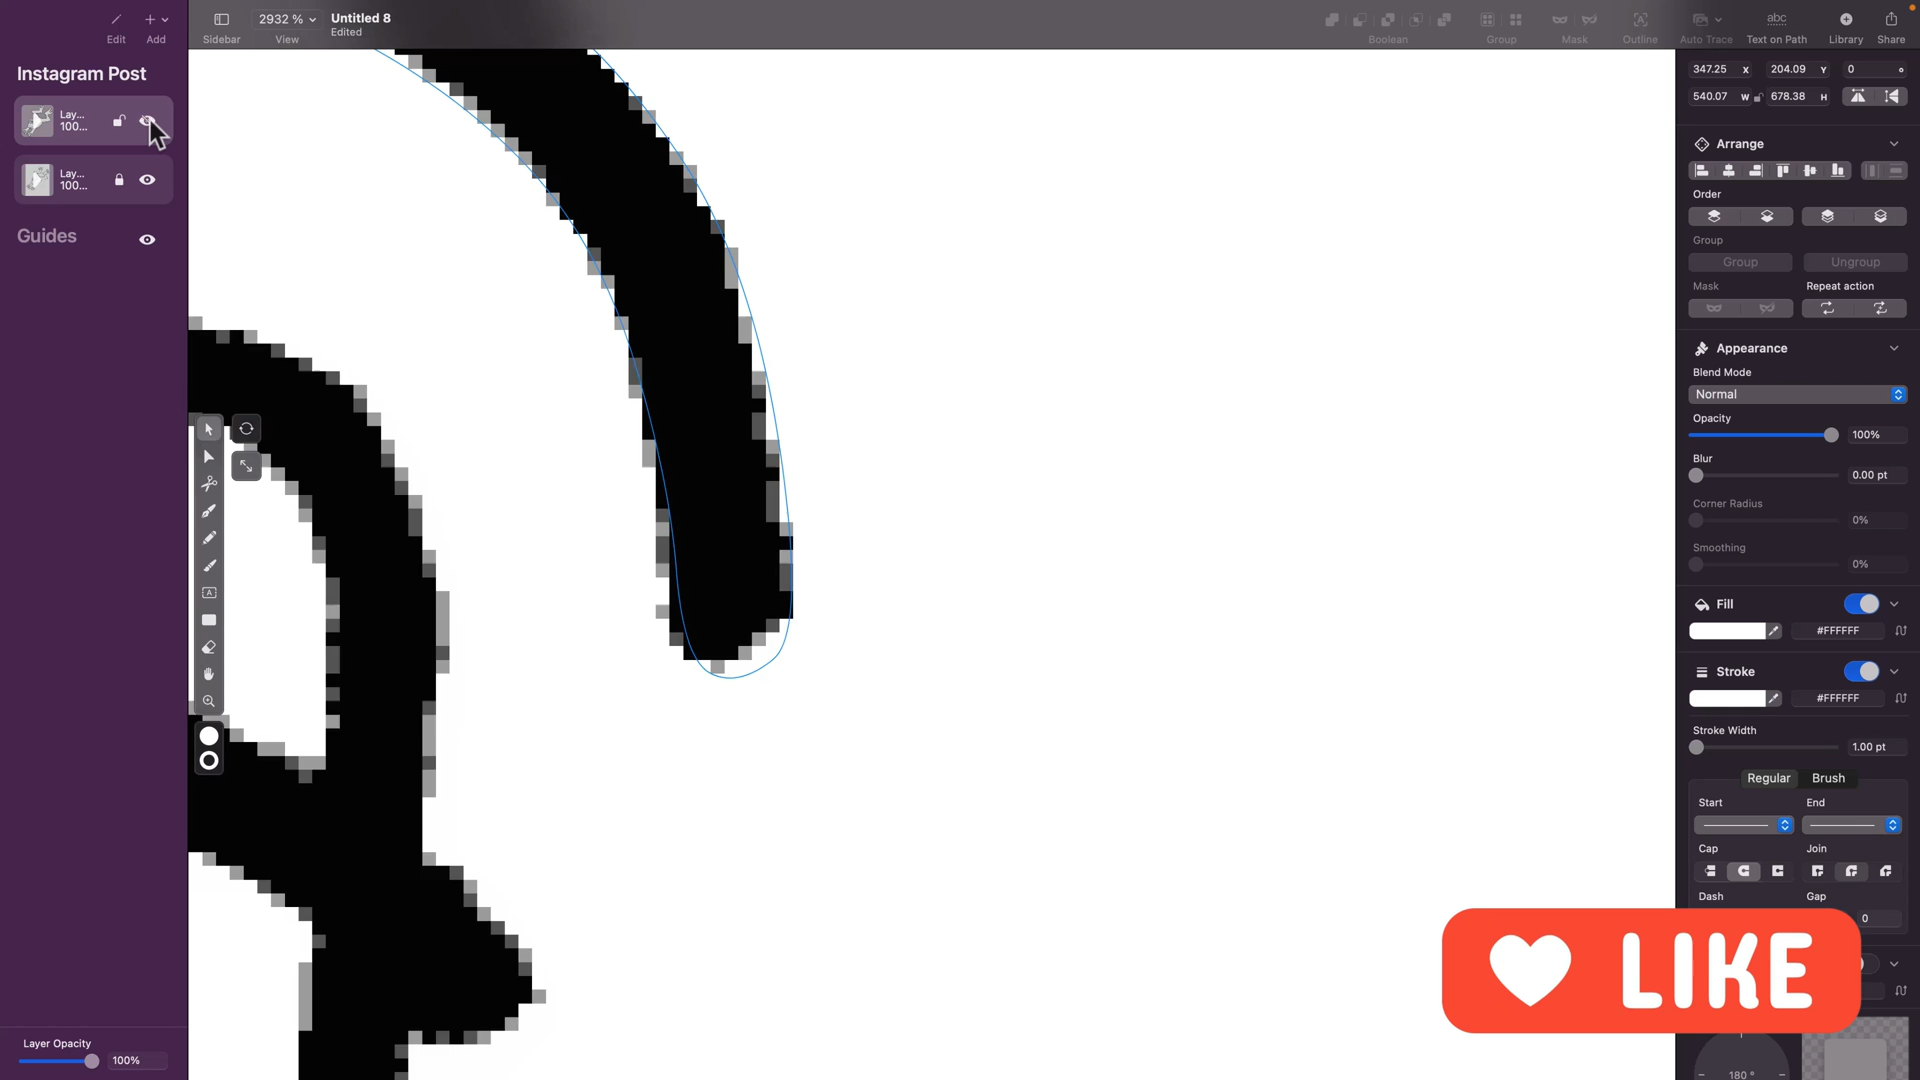 2932 %
Untitled 8
Edited
Edit
Add
Sidebar
View
Boolean
Group
Mask
Outline
Auto Trace
abc
Text on Path
Library
Share
Instagram Post
Lay...
100...
Lay...
100...
Guides
Layer Opacity
100%
347.25 X 204.09 Y 0 °
540.07 W 678.38 H
Arrange
Order
Group
Group Ungroup
Mask Repeat action
Appearance
Blend Mode
Normal
Opacity
100%
Blur
0.00 pt
Corner Radius
0%
Smoothing
0%
Fill
#FFFFFF
Stroke
#FFFFFF
Stroke Width
1.00 pt
Regular Brush
Start End
Cap Join
Dash Gap
0
LIKE
180 °
A